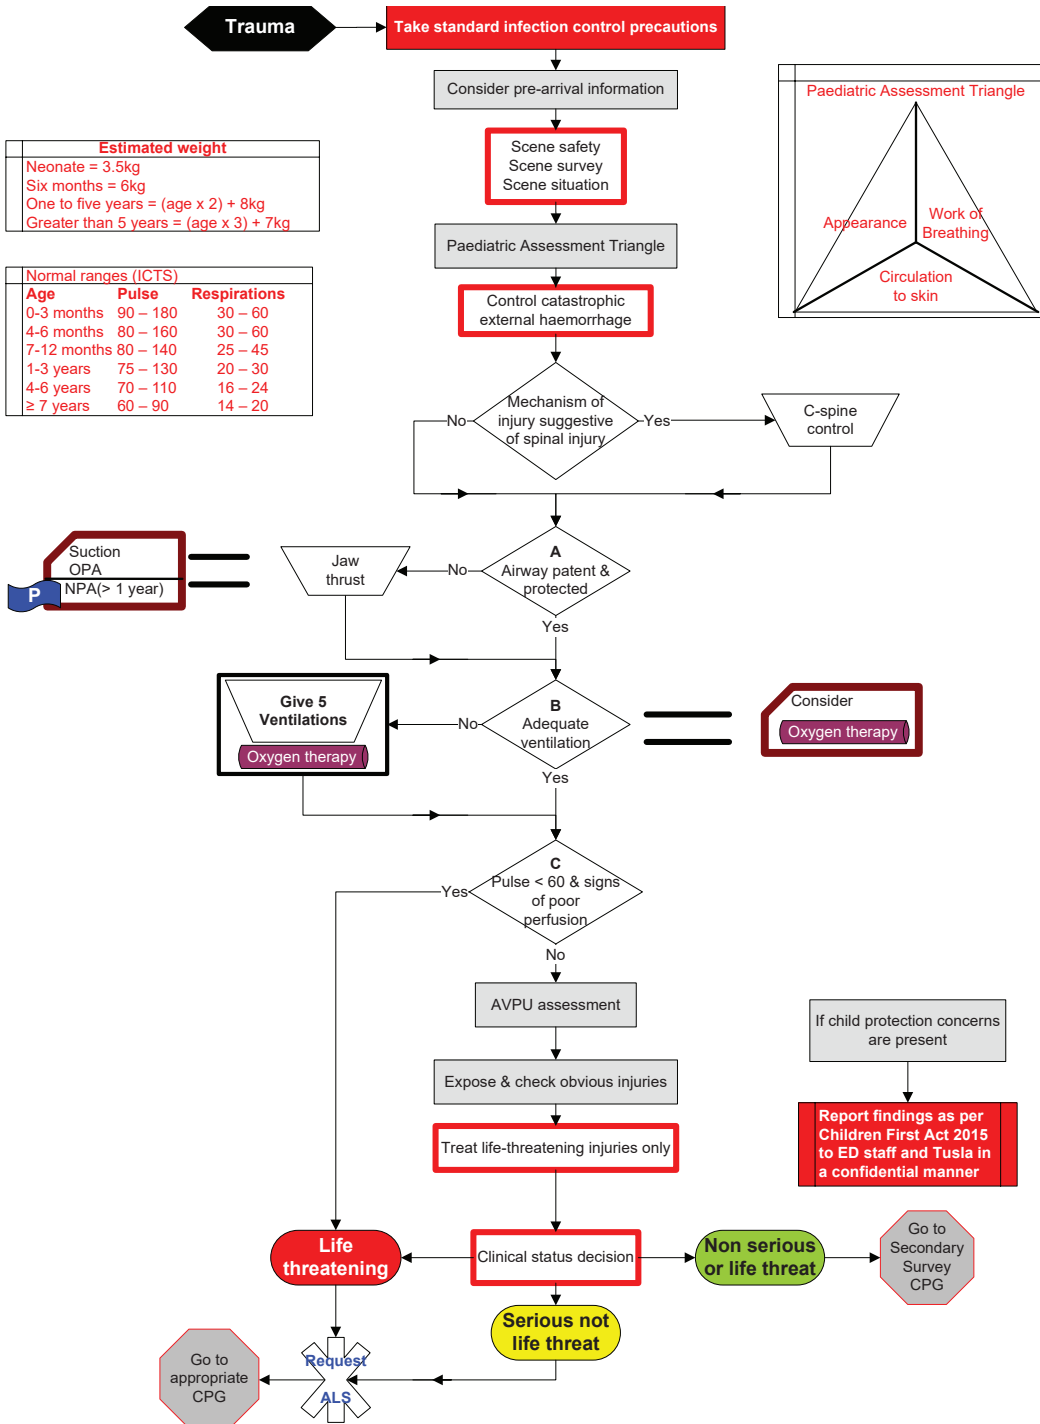 Trauma
Take standard infection control precautions
Consider pre-arrival information
Scene safety
Scene survey
Scene situation
Paediatric Assessment Triangle
Appearance
Work of
Breathing
Circulation
to skin
Estimated weight
Neonate = 3.5kg
Six months = 6kg
One to five years = (age x 2) + 8kg
Greater than 5 years = (age x 3) + 7kg
Paediatric Assessment Triangle
Normal ranges (ICTS)
Age Pulse Respirations
0-3 months 90 – 180 30 – 60
4-6 months 80 – 160 30 – 60
7-12 months 80 – 140 25 – 45
1-3 years 75 – 130 20 – 30
4-6 years 70 – 110 16 – 24
≥ 7 years 60 – 90 14 – 20
Control catastrophic
external haemorrhage
Mechanism of
injury suggestive
of spinal injury
No
Yes
C-spine
control
A
Airway patent &
protected
No
Jaw
thrust
Suction
OPA
P
NPA(> 1 year)
Yes
B
Adequate
ventilation
No
Give 5
Ventilations
Oxygen therapy
Consider
Oxygen therapy
Yes
C
Pulse < 60 & signs
of poor
perfusion
Yes
No
AVPU assessment
Expose & check obvious injuries
Treat life-threatening injuries only
If child protection concerns
are present
Report findings as per
Children First Act 2015
to ED staff and Tusla in
a confidential manner
Life
threatening
Clinical status decision
Non serious
or life threat
Go to
Secondary
Survey
CPG
Serious not
life threat
Request
ALS
Go to
appropriate
CPG